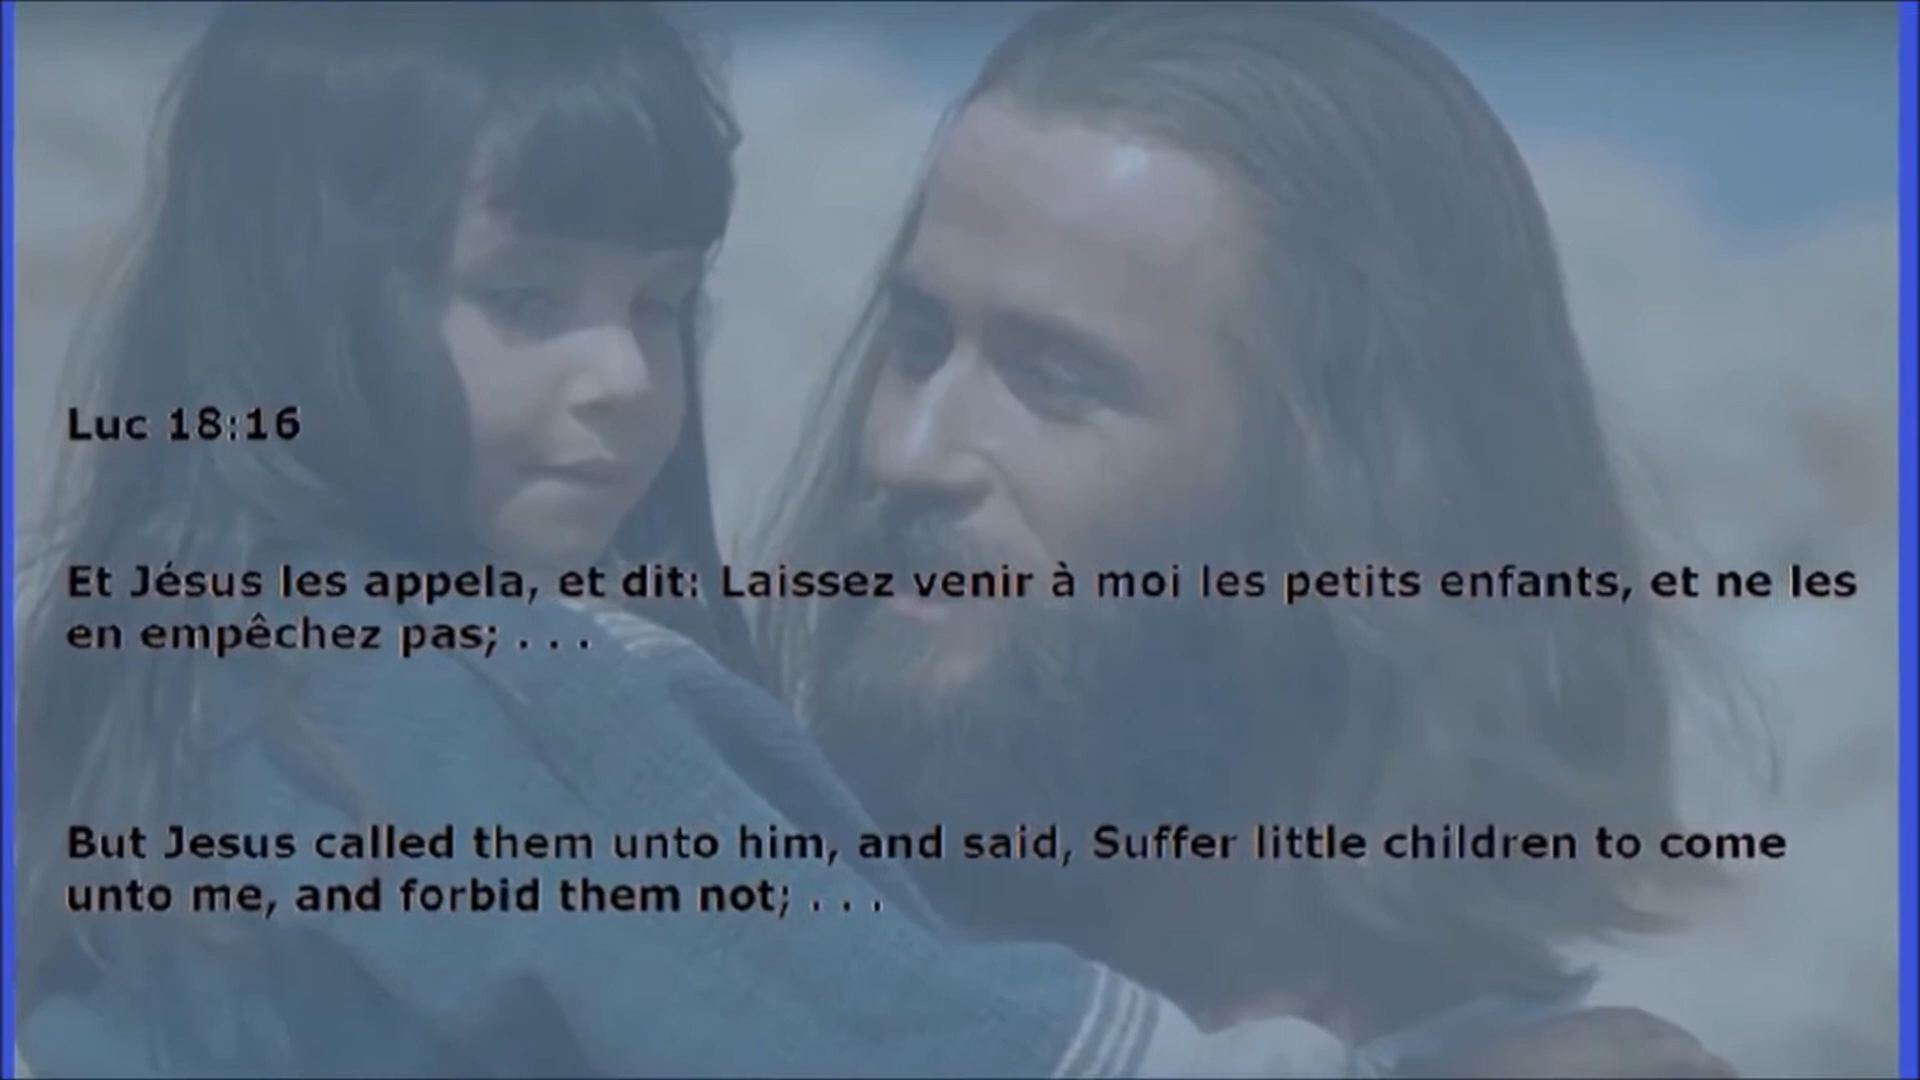 Luc 18:16
Et Jésus les appela, et dit: Laissez venir à moi les petits enfants, et ne les
en empêchez pas; . . .
But Jesus called them unto him, and said, Suffer little children to come
unto me, and forbid them not; . . .